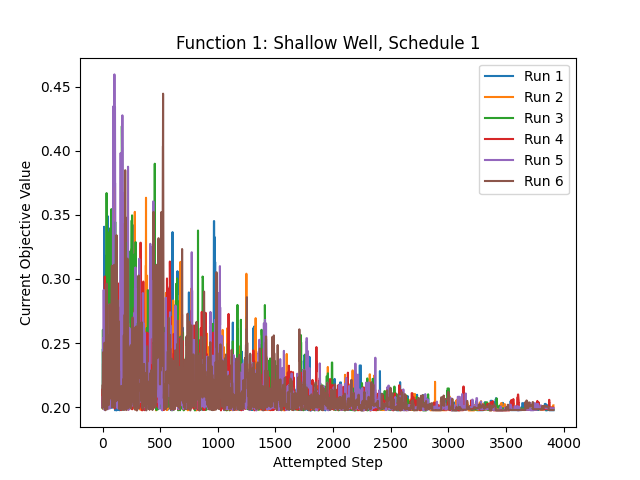 Function 1: Shallow Well, Schedule 1
Current Objective Value
0.45
0.40
0.35
0.30
0.25
0.20
Run 1
Run 2
Run 3
Run 4
Run 5
Run 6
0 500 1000 1500 2000 2500 3000 3500 4000
Attempted Step